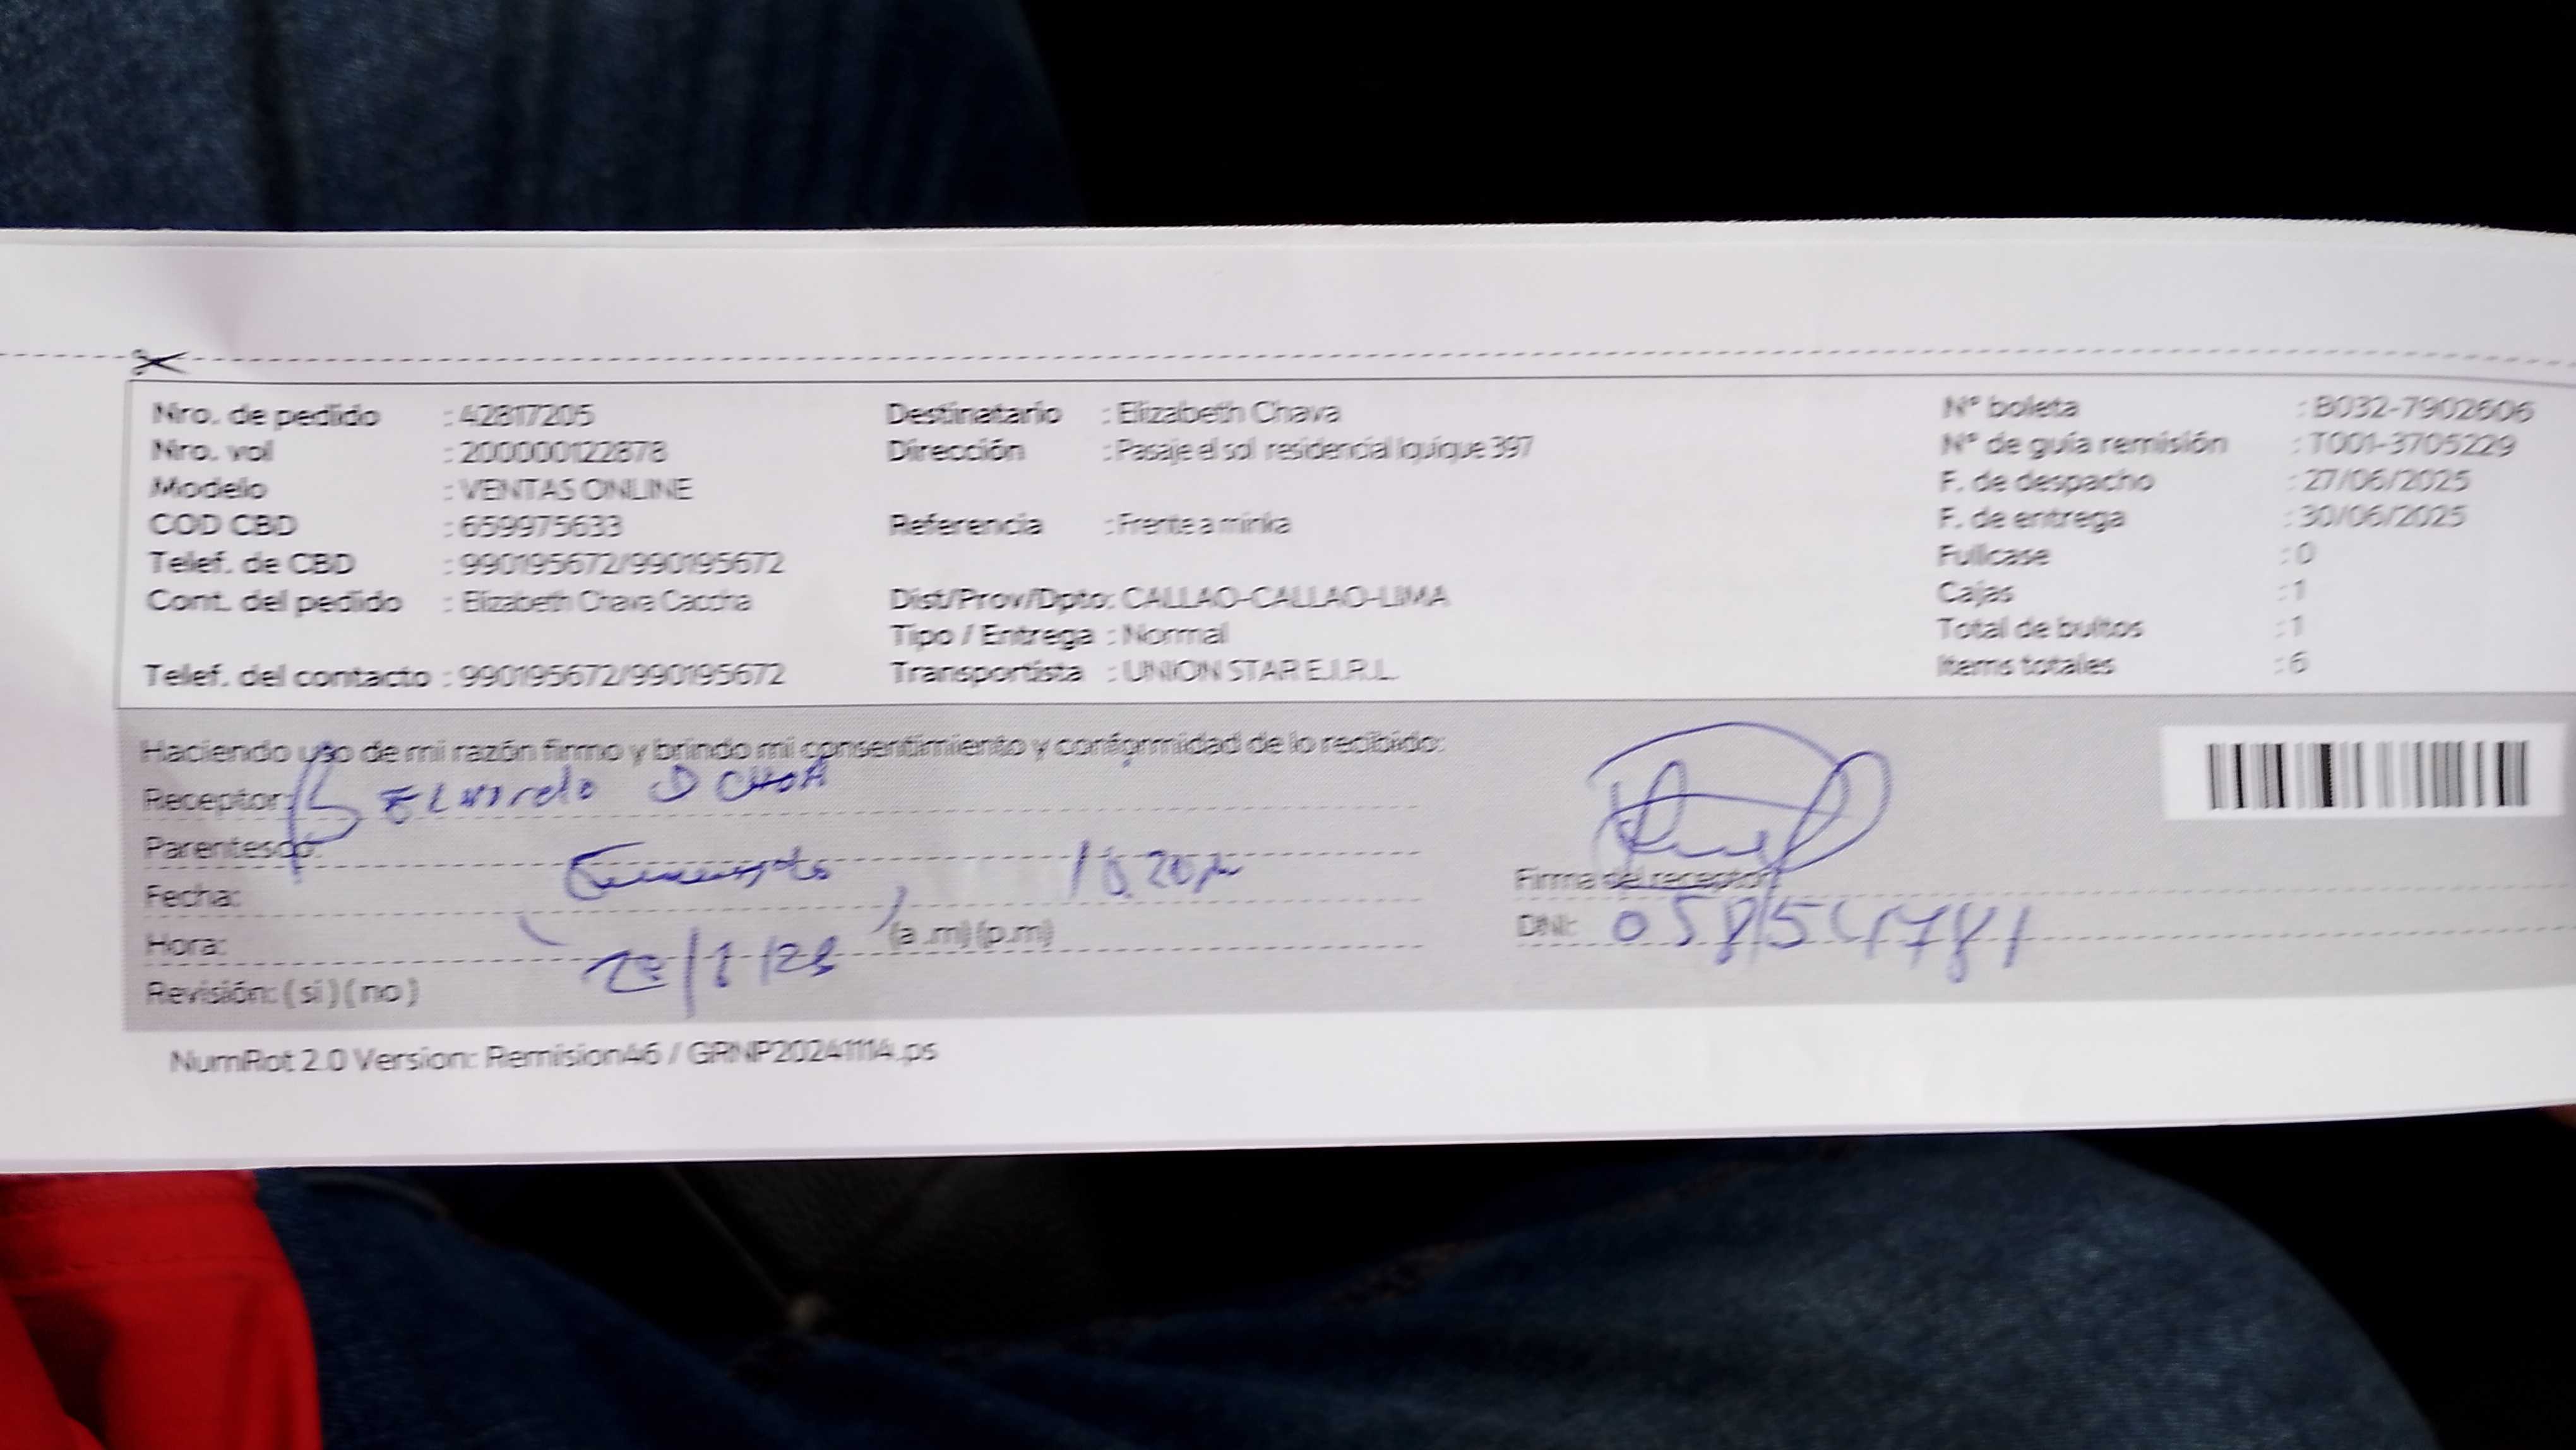 Nro. de pedido : 42817205
Nro. vol : 200000122878
Modelo : VENTAS ONLINE
COD CBD : 659975633
Telef. de CBD : 990195672/990195672
Cont. del pedido : Elizabeth Chava Caccha
Telef. del contacto : 990195672/990195672
Destinatario : Elizabeth Chava
Dirección : Pasaje el sol residencial Iquique 397
Referencia : Frente a minka
Dist/Prov/Dpto: CALLAO-CALLAO-LIMA
Tipo / Entrega : Normal
Transportista : UNION STAR E.I.R.L.
N° boleta : B032-7902606
N° de guía remisión : T001-3705229
F. de despacho : 27/06/2025
F. de entrega : 30/06/2025
Fullcase : 0
Cajas : 1
Total de bultos : 1
Items totales : 6
Haciendo uso de mi razón firmo y brindo mi consentimiento y conformidad de lo recibido:
Receptor:
Parentesco:
Fecha:
Hora: (a .m) (p.m)
Revisión: ( si ) ( no )
Firma del receptor
DNI: 058154781
NumRot 2.0 Version: RemisionA6 / GRNP20241114.ps